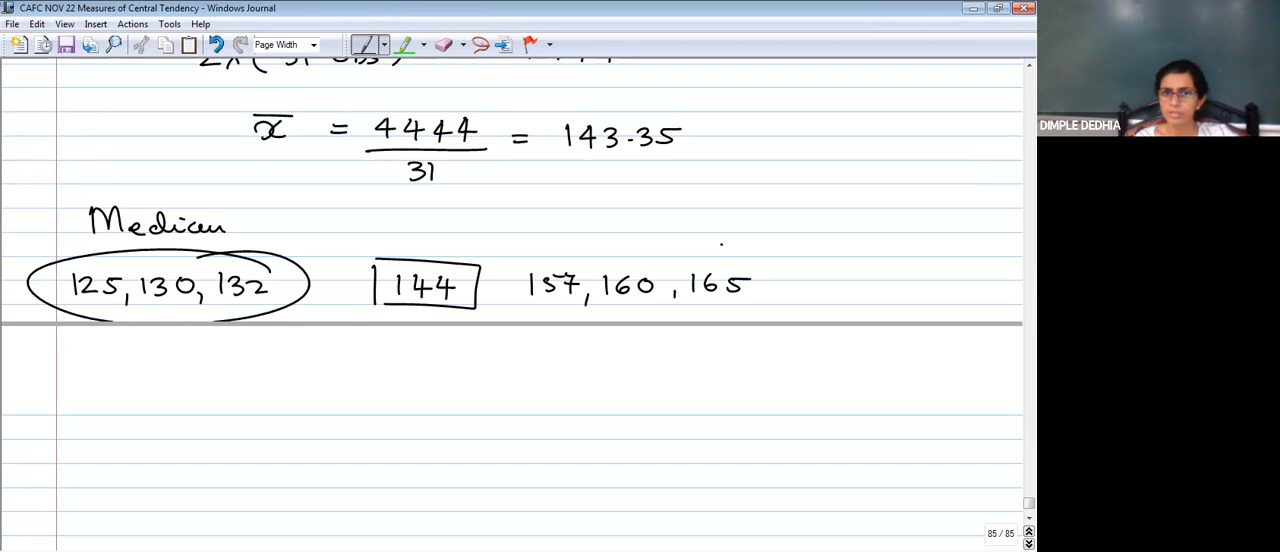 CAFC NOV 22 Measures of Central Tendency - Windows Journal
File Edit View Insert Actions Tools Help
Page Width
DIMPLE DEDHIA
x̅ = 4444 / 31 = 143.35
Median
125, 130, 132 144 157, 160, 165
85 / 85